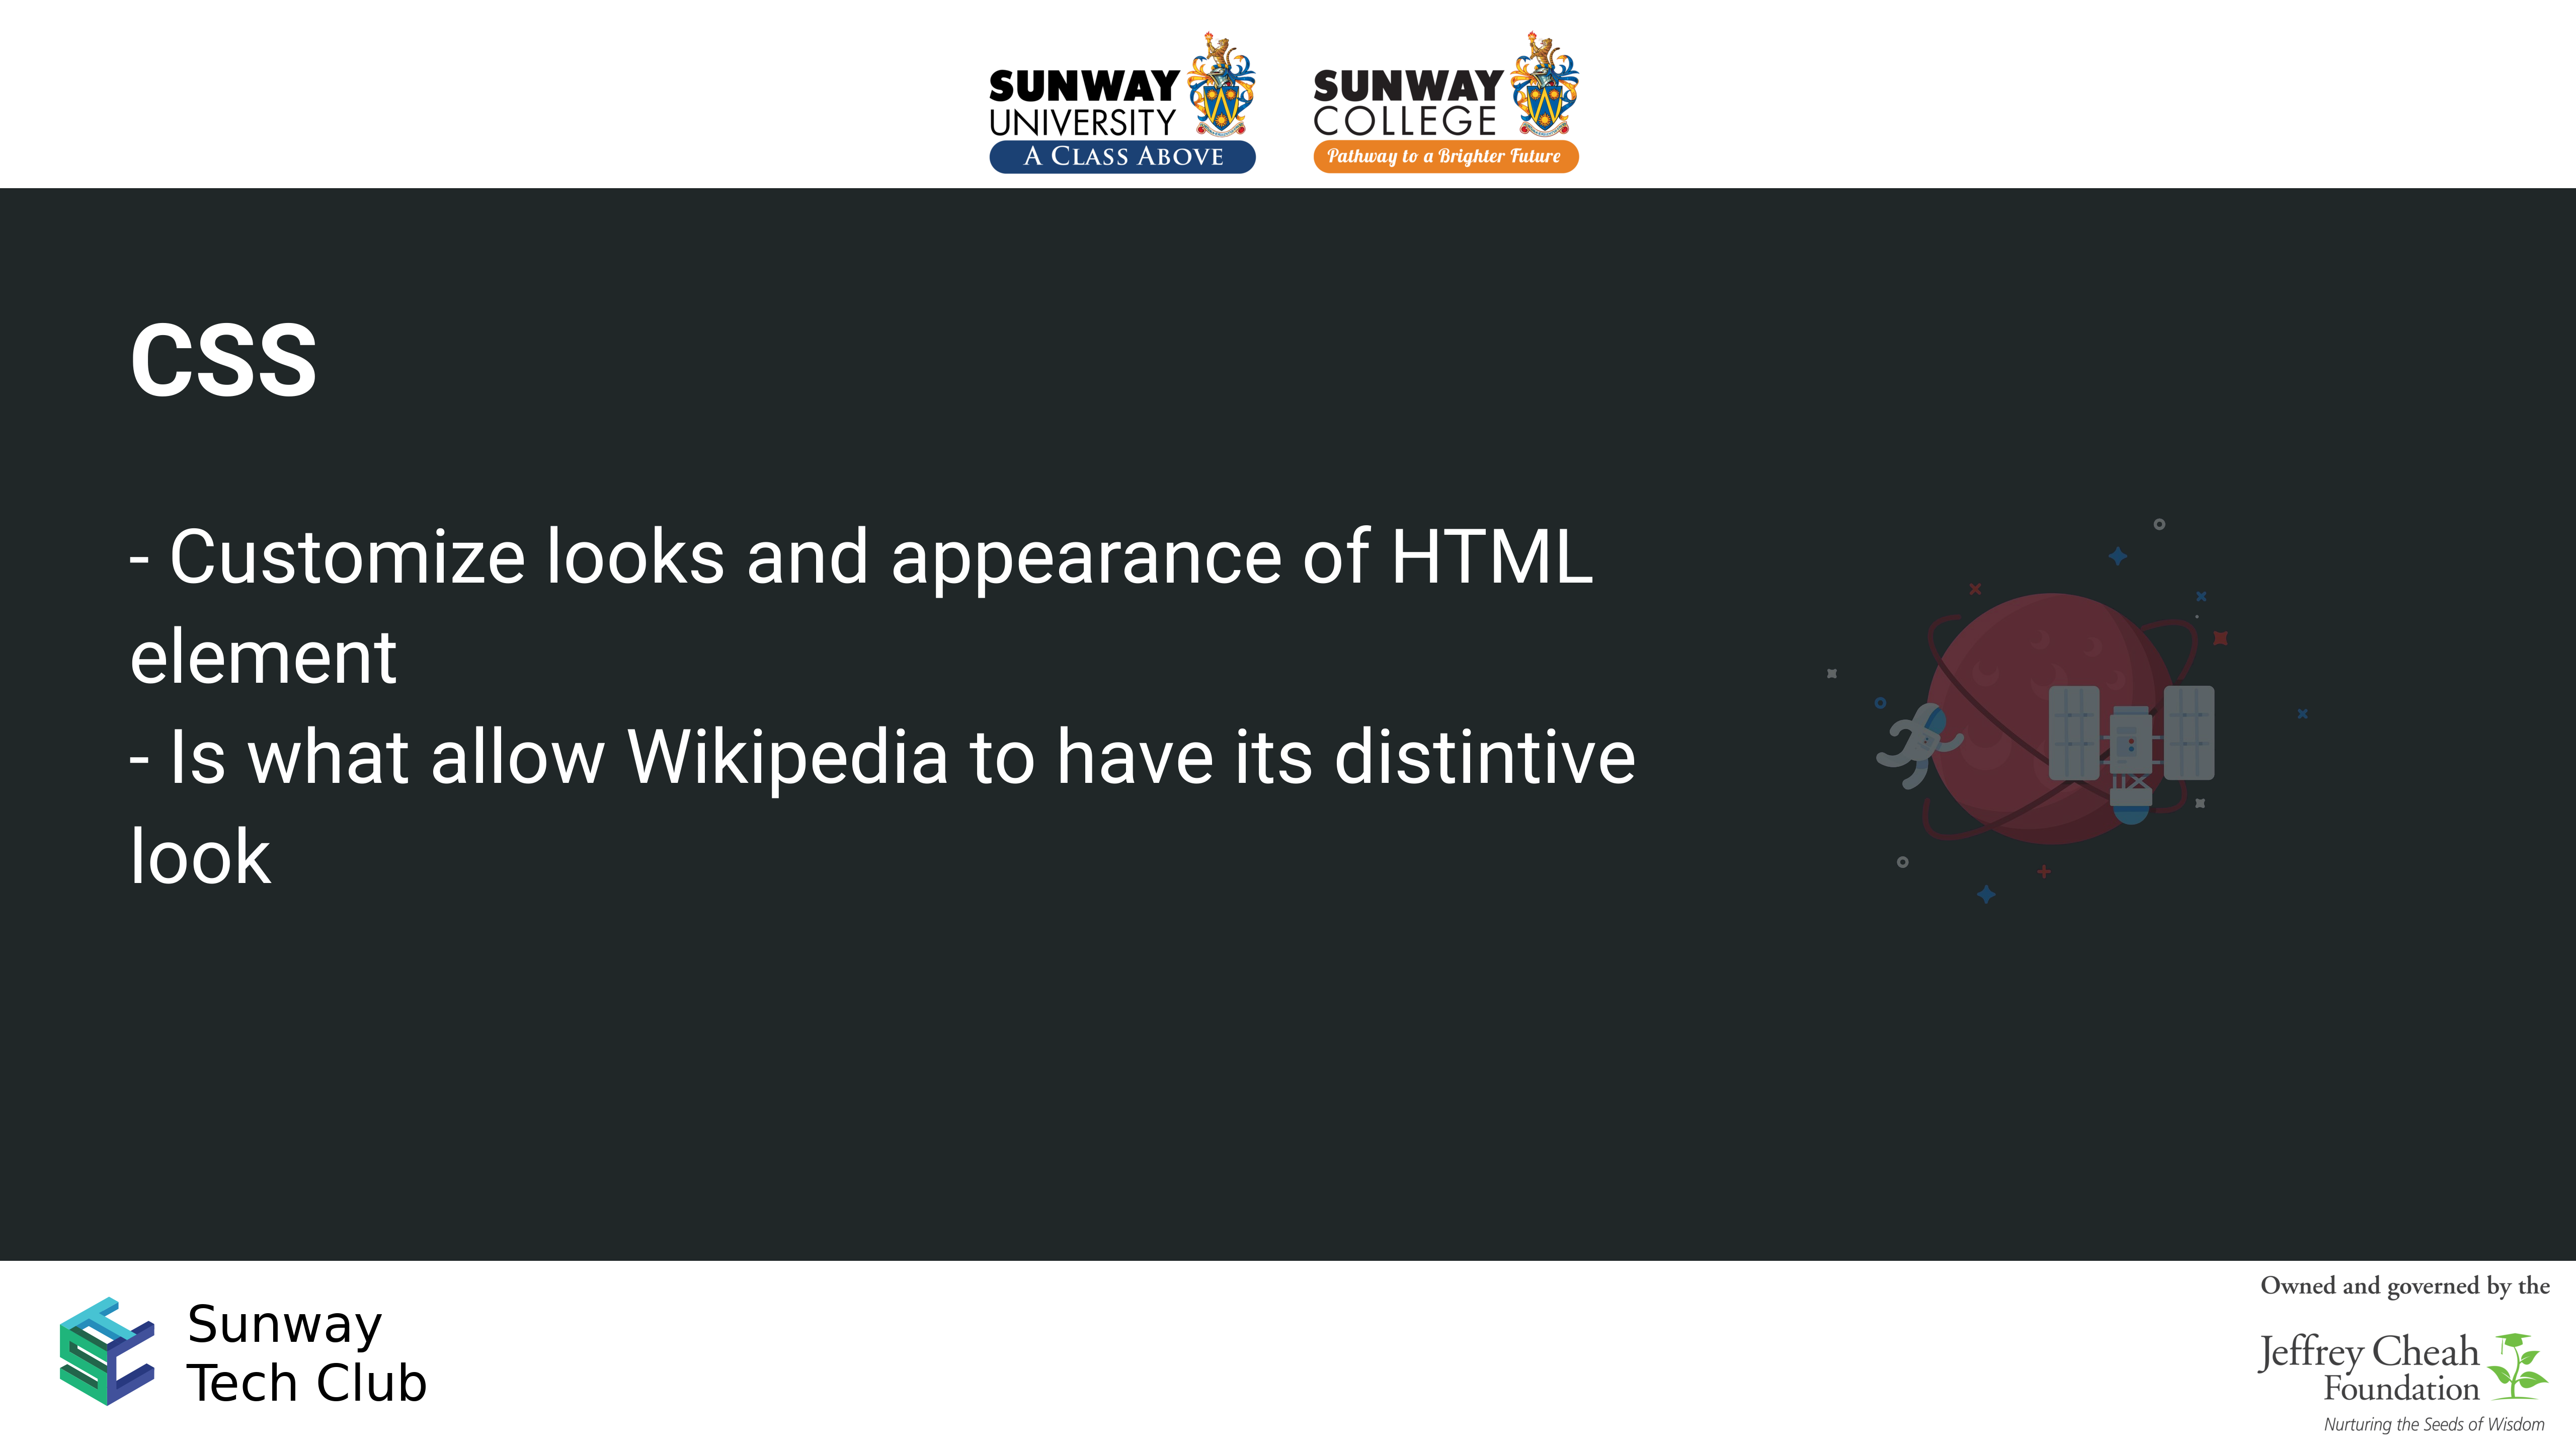 SUNWAY
UNIVERSITY
A CLASS ABOVE
SUNWAY
COLLEGE
Pathway to a Brighter Future
CSS
- Customize looks and appearance of HTML
element
- Is what allow Wikipedia to have its distintive
look
Sunway
Tech Club
Owned and governed by the
Jeffrey Cheah
Foundation
Nurturing the Seeds of Wisdom